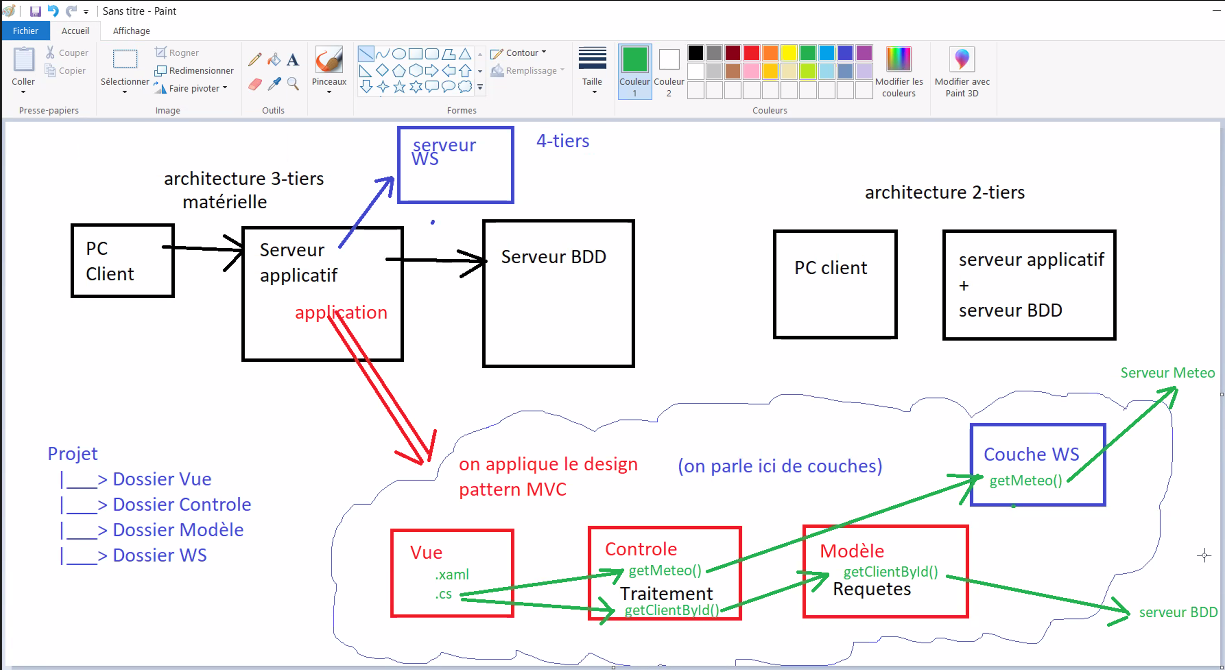 Sans titre - Paint
Fichier
Accueil
Affichage
Coller
Couper
Copier
Presse-papiers
Sélectionner
Rogner
Redimensionner
Faire pivoter
Image
A
Outils
Pinceaux
Contour
Remplissage
Formes
Taille
Couleur
1
Couleur
2
Modifier les
couleurs
Couleurs
Modifier avec
Paint 3D
serveur
WS
4-tiers
architecture 3-tiers
matérielle
architecture 2-tiers
PC
Client
Serveur
applicatif
application
Serveur BDD
PC client
serveur applicatif
+
serveur BDD
Serveur Meteo
Projet
|___> Dossier Vue
|___> Dossier Controle
|___> Dossier Modèle
|___> Dossier WS
on applique le design
pattern MVC
(on parle ici de couches)
Couche WS
getMeteo()
Vue
.xaml
.cs
Controle
getMeteo()
Traitement
getClientById()
Modèle
getClientById()
Requetes
serveur BDD